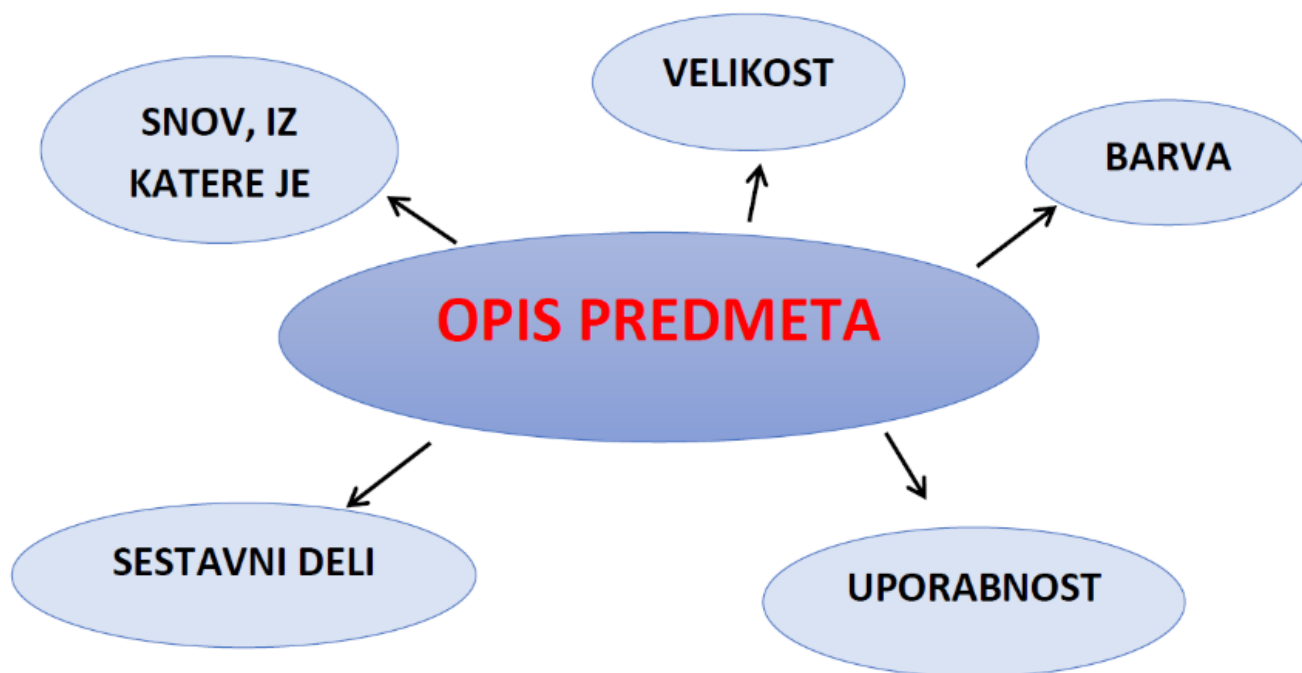 VELIKOST
SNOV, IZ
KATERE JE
BARVA
OPIS PREDMETA
SESTAVNI DELI
UPORABNOST